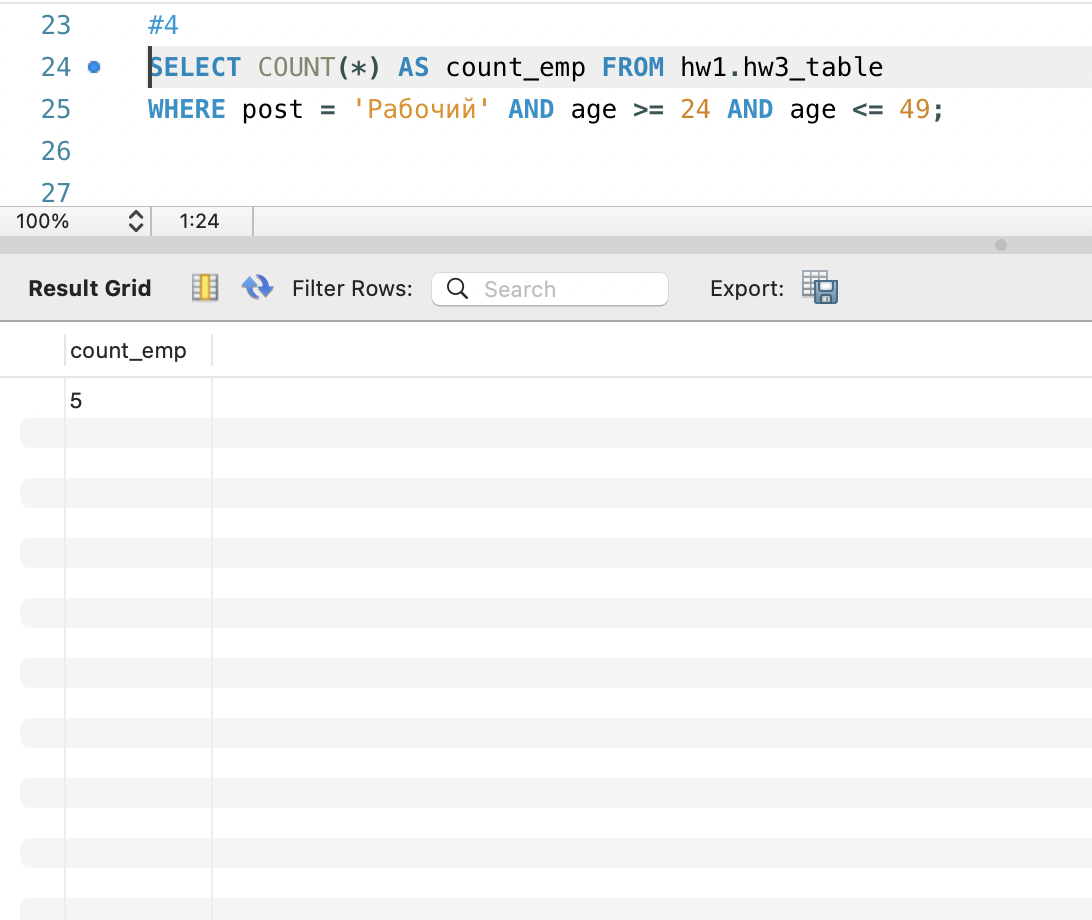 23 #4
24 SELECT COUNT(*) AS count_emp FROM hw1.hw3_table
25 WHERE post = 'Рабочий' AND age >= 24 AND age <= 49;
26
27
100% 1:24
Result Grid Filter Rows: Search Export:
count_emp
5